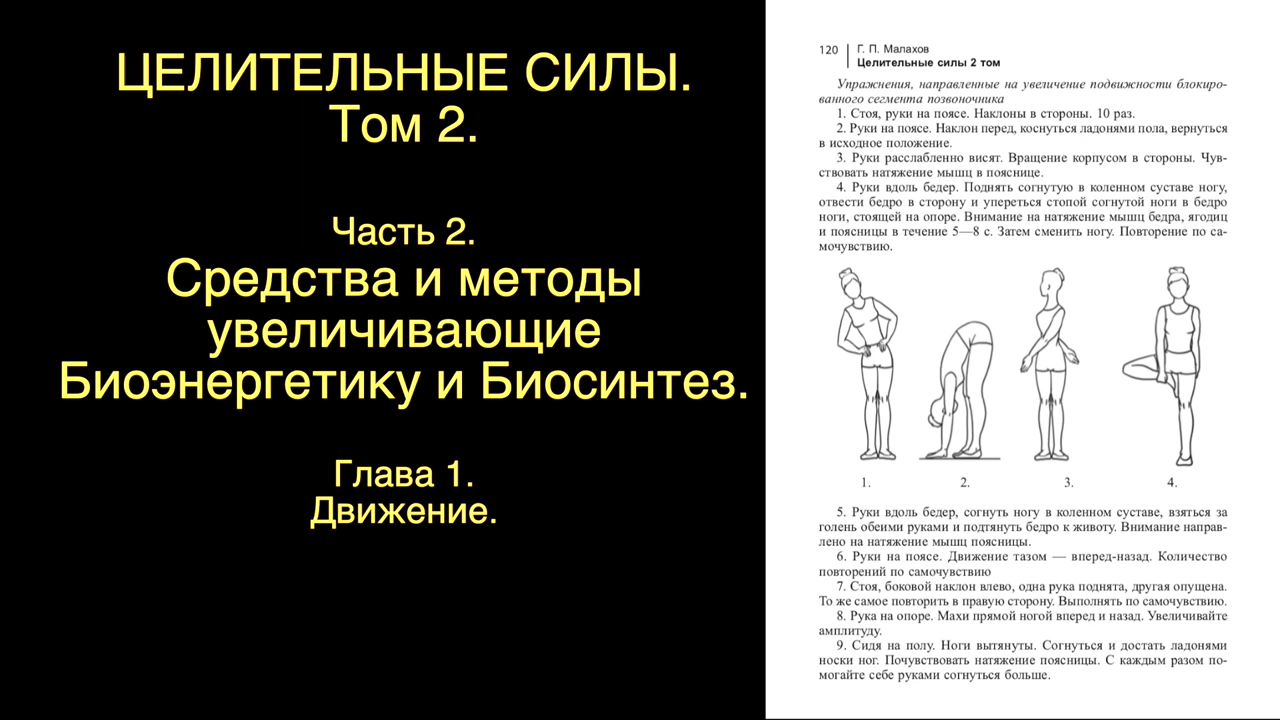 ЦЕЛИТЕЛЬНЫЕ СИЛЫ.
Том 2.
Часть 2.
Средства и методы
увеличивающие
Биоэнергетику и Биосинтез.
Глава 1.
Движение.
120
Г. П. Малахов
Целительные силы 2 том
Упражнения, направленные на увеличение подвижности блокиро-
ванного сегмента позвоночника
1. Стоя, руки на поясе. Наклоны в стороны. 10 раз.
2. Руки на поясе. Наклон перед, коснуться ладонями пола, вернуться
в исходное положение.
3. Руки расслабленно висят. Вращение корпусом в стороны. Чув-
ствовать натяжение мышц в пояснице.
4. Руки вдоль бедер. Поднять согнутую в коленном суставе ногу,
отвести бедро в сторону и упереться стопой согнутой ноги в бедро
ноги, стоящей на опоре. Внимание на натяжение мышц бедра, ягодиц
и поясницы в течение 5—8 с. Затем сменить ногу. Повторение по са-
мочувствию.
1. 2. 3. 4.
5. Руки вдоль бедер, согнуть ногу в коленном суставе, взяться за
голень обеими руками и подтянуть бедро к животу. Внимание направ-
лено на натяжение мышц поясницы.
6. Руки на поясе. Движение тазом — вперед-назад. Количество
повторений по самочувствию
7. Стоя, боковой наклон влево, одна рука поднята, другая опущена.
То же самое повторить в правую сторону. Выполнять по самочувствию.
8. Рука на опоре. Махи прямой ногой вперед и назад. Увеличивайте
амплитуду.
9. Сидя на полу. Ноги вытянуты. Согнуться и достать ладонями
носки ног. Почувствовать натяжение поясницы. С каждым разом по-
могайте себе руками согнуться больше.